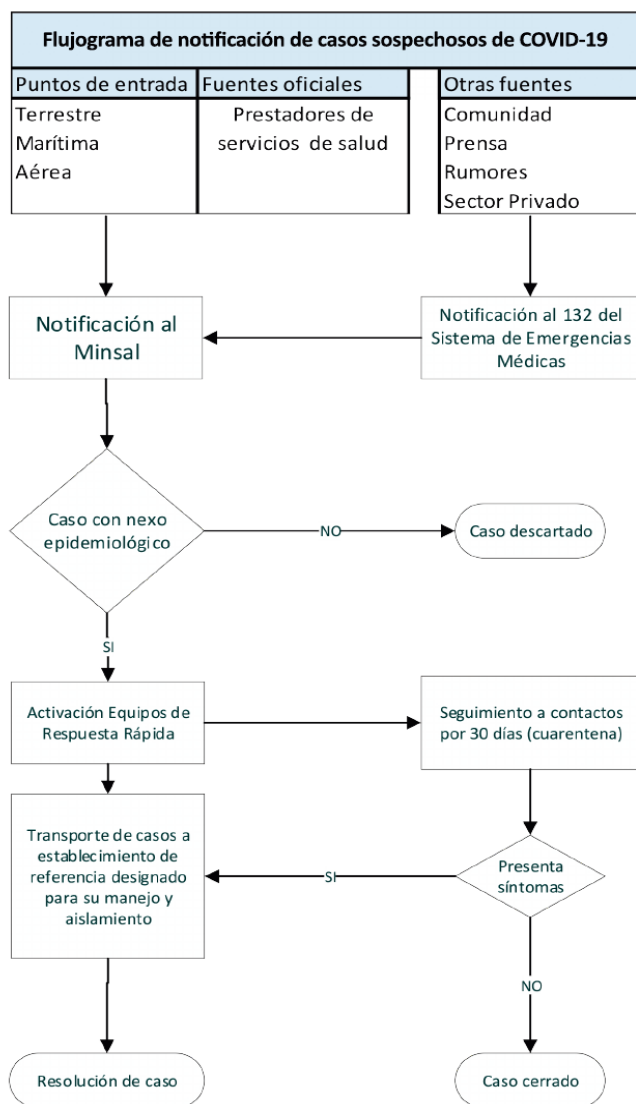 Flujograma de notificación de casos sospechosos de COVID-19
Puntos de entrada
Terrestre
Marítima
Aérea
Fuentes oficiales
Prestadores de
servicios de salud
Otras fuentes
Comunidad
Prensa
Rumores
Sector Privado
Notificación al
Minsal
Notificación al 132 del
Sistema de Emergencias
Médicas
Caso con nexo
epidemiológico
NO
Caso descartado
SI
Activación Equipos de
Respuesta Rápida
Seguimiento a contactos
por 30 días (cuarentena)
Transporte de casos a
establecimiento de
referencia designado
para su manejo y
aislamiento
SI
Presenta
síntomas
NO
Resolución de caso
Caso cerrado